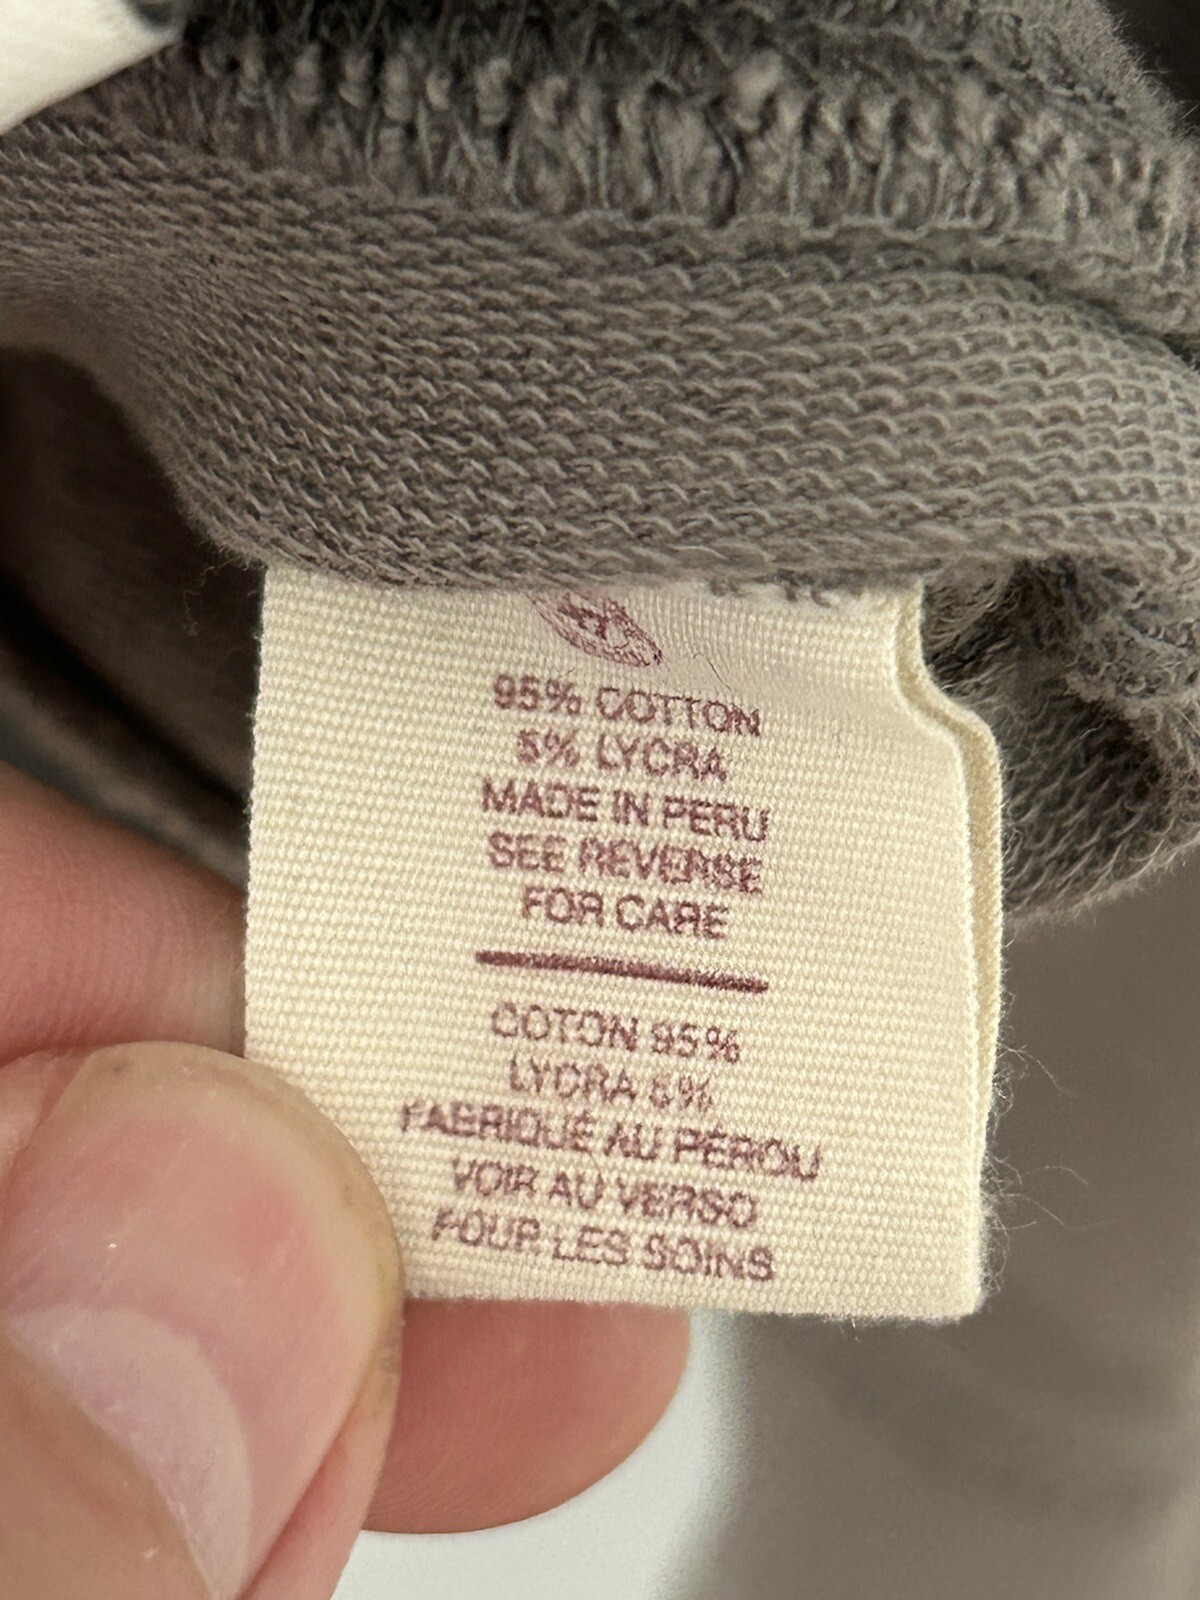 95% COTTON
5% LYCRA
MADE IN PERU
SEE REVERSE
FOR CARE
COTON 95%
LYCRA 5%
FABRIQUÉ AU PÉROU
VOIR AU VERSO
POUR LES SOINS